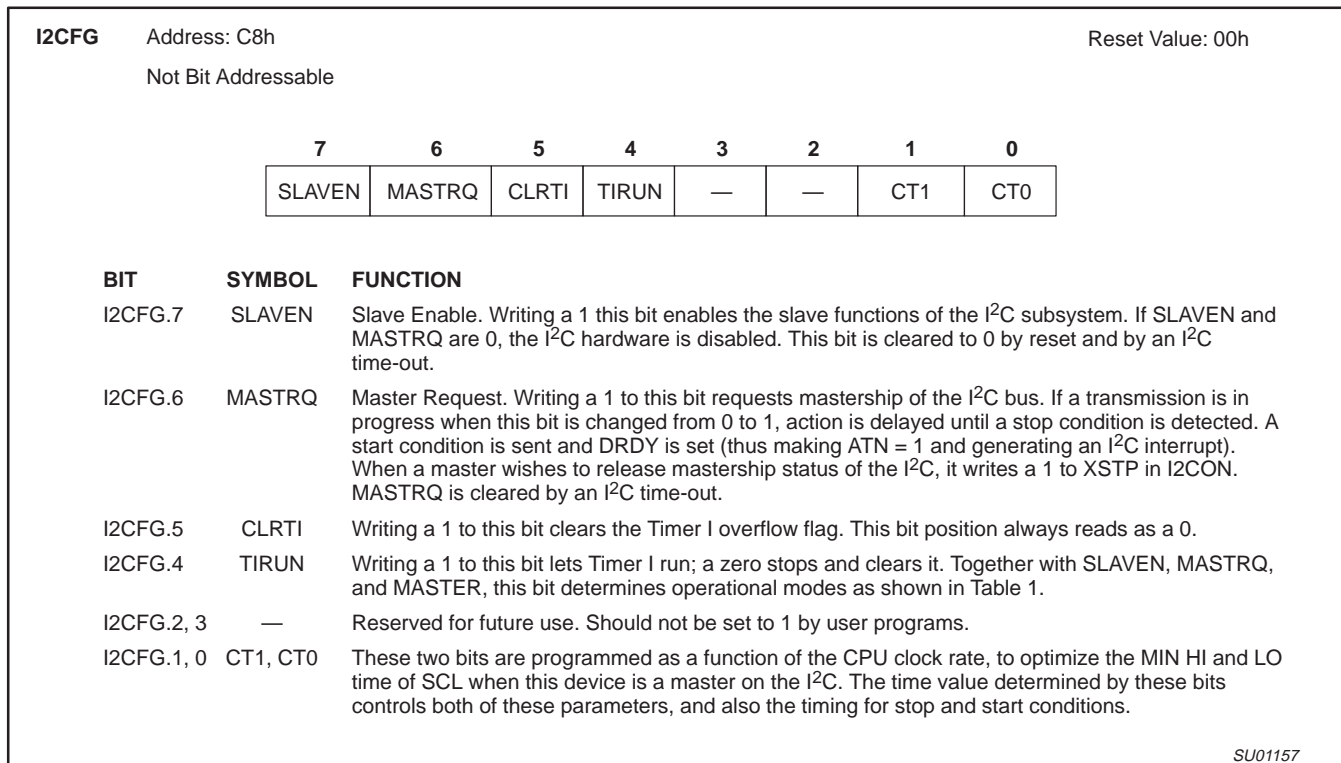 I2CFG Address: C8h Reset Value: 00h
Not Bit Addressable
7 6 5 4 3 2 1 0
SLAVEN MASTRQ CLRTI TIRUN — — CT1 CT0
BIT SYMBOL FUNCTION
I2CFG.7 SLAVEN Slave Enable. Writing a 1 this bit enables the slave functions of the I2C subsystem. If SLAVEN and
MASTRQ are 0, the I2C hardware is disabled. This bit is cleared to 0 by reset and by an I2C
time-out.
I2CFG.6 MASTRQ Master Request. Writing a 1 to this bit requests mastership of the I2C bus. If a transmission is in
progress when this bit is changed from 0 to 1, action is delayed until a stop condition is detected. A
start condition is sent and DRDY is set (thus making ATN = 1 and generating an I2C interrupt).
When a master wishes to release mastership status of the I2C, it writes a 1 to XSTP in I2CON.
MASTRQ is cleared by an I2C time-out.
I2CFG.5 CLRTI Writing a 1 to this bit clears the Timer I overflow flag. This bit position always reads as a 0.
I2CFG.4 TIRUN Writing a 1 to this bit lets Timer I run; a zero stops and clears it. Together with SLAVEN, MASTRQ,
and MASTER, this bit determines operational modes as shown in Table 1.
I2CFG.2, 3 — Reserved for future use. Should not be set to 1 by user programs.
I2CFG.1, 0 CT1, CT0 These two bits are programmed as a function of the CPU clock rate, to optimize the MIN HI and LO
time of SCL when this device is a master on the I2C. The time value determined by these bits
controls both of these parameters, and also the timing for stop and start conditions.
SU01157